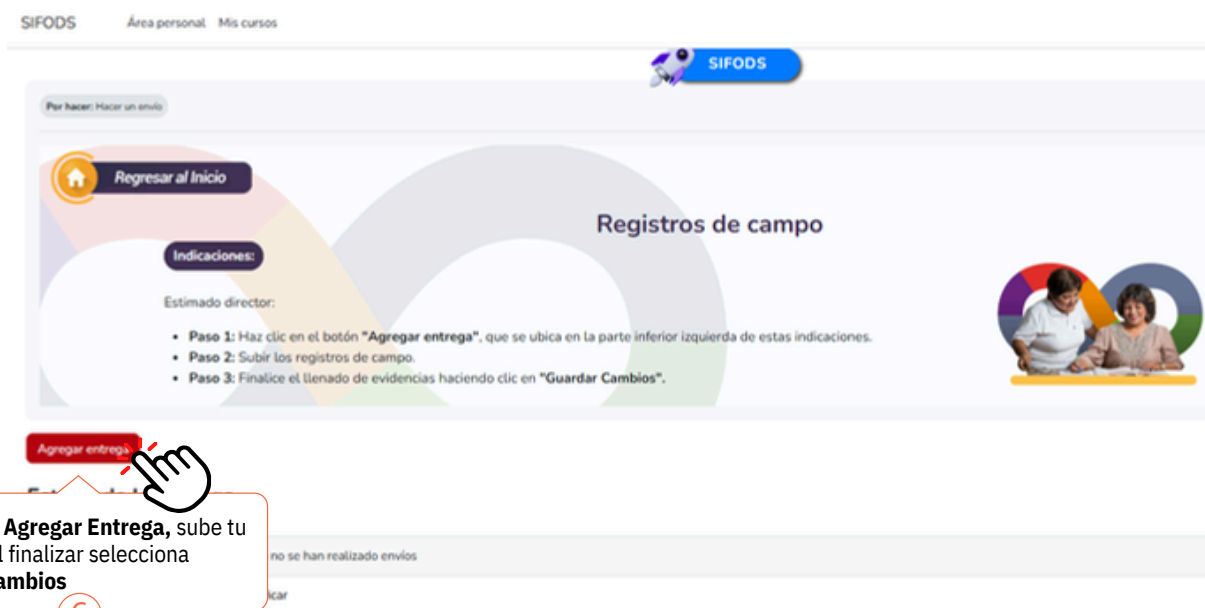 SIFODS Área personal Mis cursos
SIFODS
Por hacer: Hacer un envío
Regresar al Inicio
Registros de campo
Indicaciones:
Estimado director:
• Paso 1: Haz clic en el botón "Agregar entrega", que se ubica en la parte inferior izquierda de estas indicaciones.
• Paso 2: Subir los registros de campo.
• Paso 3: Finalice el llenado de evidencias haciendo clic en "Guardar Cambios".
Agregar entrega
Agregar Entrega, sube tu
l finalizar selecciona
ambios
no se han realizado envíos
icar